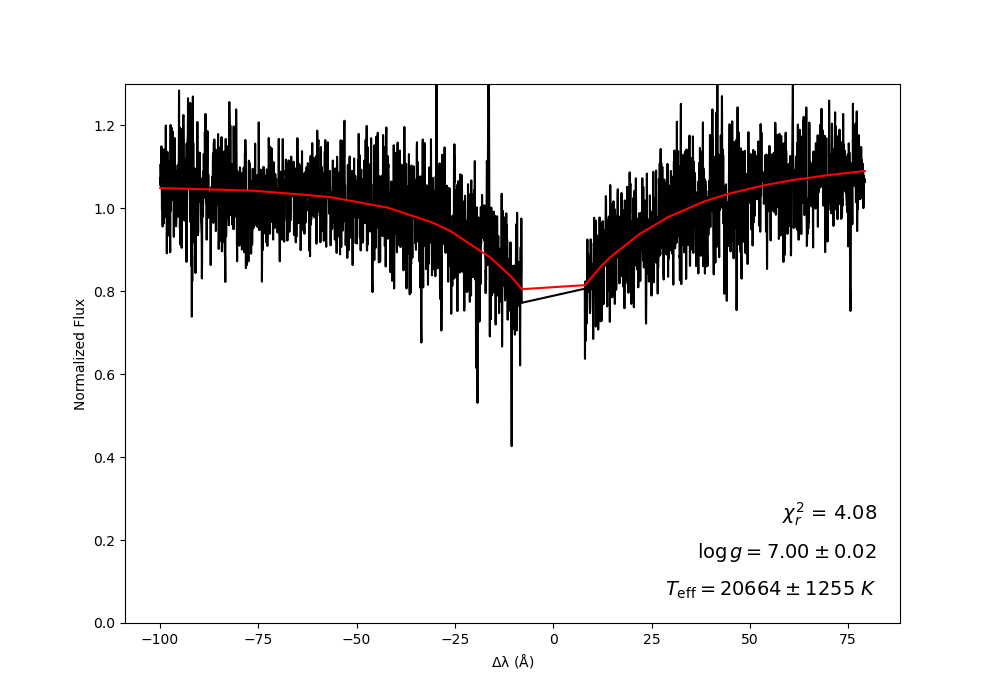 1.2
1.0
0.8
0.6
0.4
0.2
0.0
Normalized Flux
χ²ᵣ = 4.08
log g = 7.00 ± 0.02
T_eff = 20664 ± 1255 K
−100 −75 −50 −25 0 25 50 75
Δλ (Å)